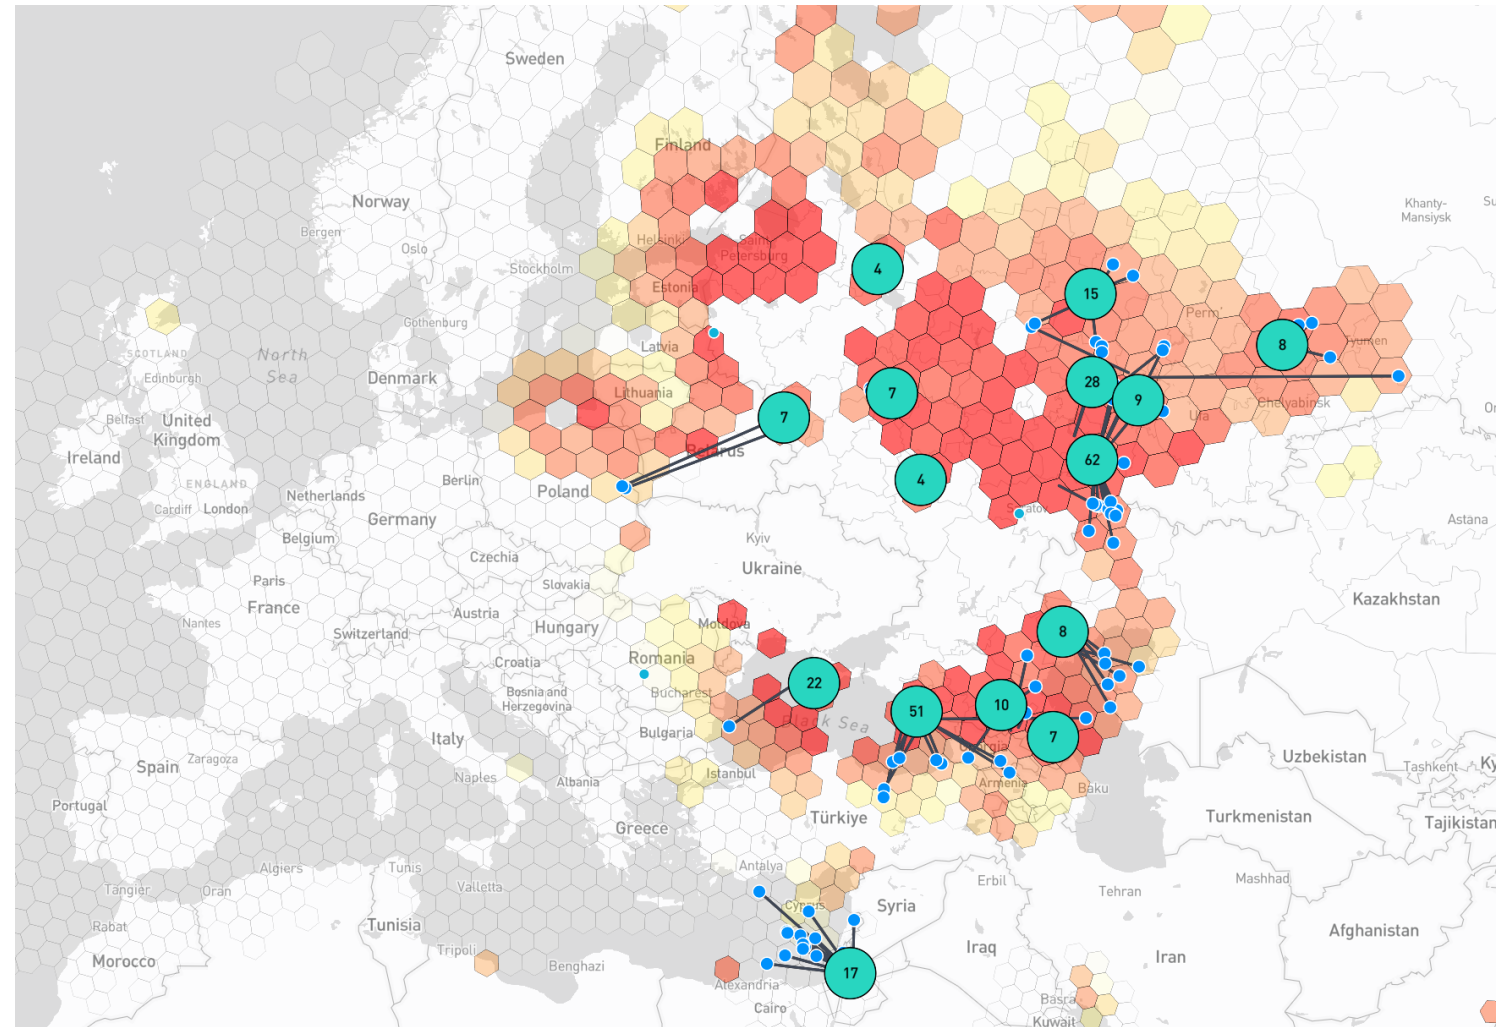 Sweden
Finland
Norway
Khanty-
Mansiysk
Su
Bergen
Oslo
Helsinki
Saint
Petersburg
Stockholm
Estonia
4
15
Perm'
Gothenburg
Latvia
8
Tyumen
SCOTLAND
North
Sea
Edinburgh
Denmark
Lithuania
7
28
9
Chelyabinsk
Ufa
Belfast
United
Kingdom
7
Belarus
Ireland
62
ENGLAND
Berlin
Poland
4
Netherlands
Cardiff
London
Saratov
Germany
Astana
Belgium
Kyiv
Czechia
Ukraine
Paris
Slovakia
France
Austria
Kazakhstan
Nantes
Switzerland
Hungary
Moldova
8
Croatia
Romania
22
Bosnia and
Herzegovina
Bucharest
51
10
Black Sea
Italy
Bulgaria
7
Georgia
Spain
Zaragoza
Uzbekistan
Tashkent
Ky
Naples
Albania
Istanbul
Armenia
Baku
Portugal
Türkiye
Turkmenistan
Tajikistan
Greece
Algiers
Tunis
Antalya
Erbil
Mashhad
Tangier
Oran
Valletta
Tehran
Cyprus
Syria
Rabat
Tunisia
Afghanistan
Tripoli
Iraq
Iran
Morocco
Benghazi
17
Alexandria
Cairo
Basra
Kuwait